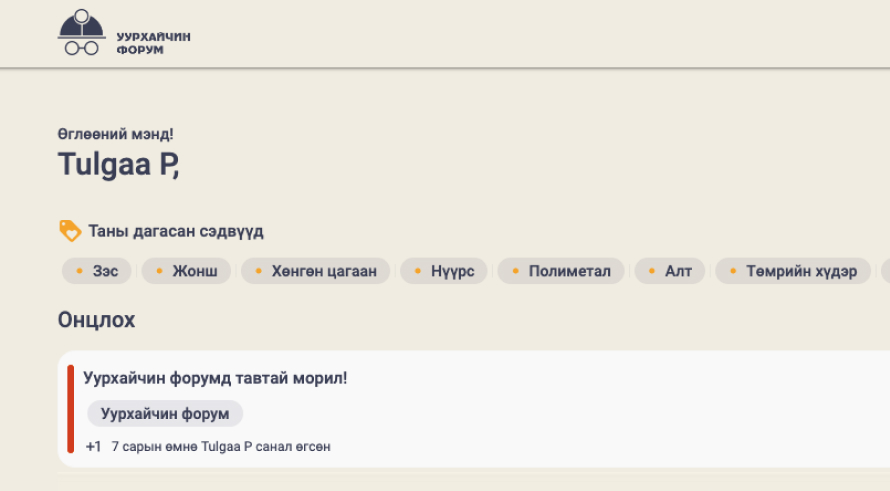 УУРХАЙЧИН
ФОРУМ
Өглөөний мэнд!
Tulgaa P,
Таны дагасан сэдвүүд
Зэс Жонш Хөнгөн цагаан Нүүрс Полиметал Алт Төмрийн хүдэр
Онцлох
Уурхайчин форумд тавтай морил!
Уурхайчин форум
+1 7 сарын өмнө Tulgaa P санал өгсөн